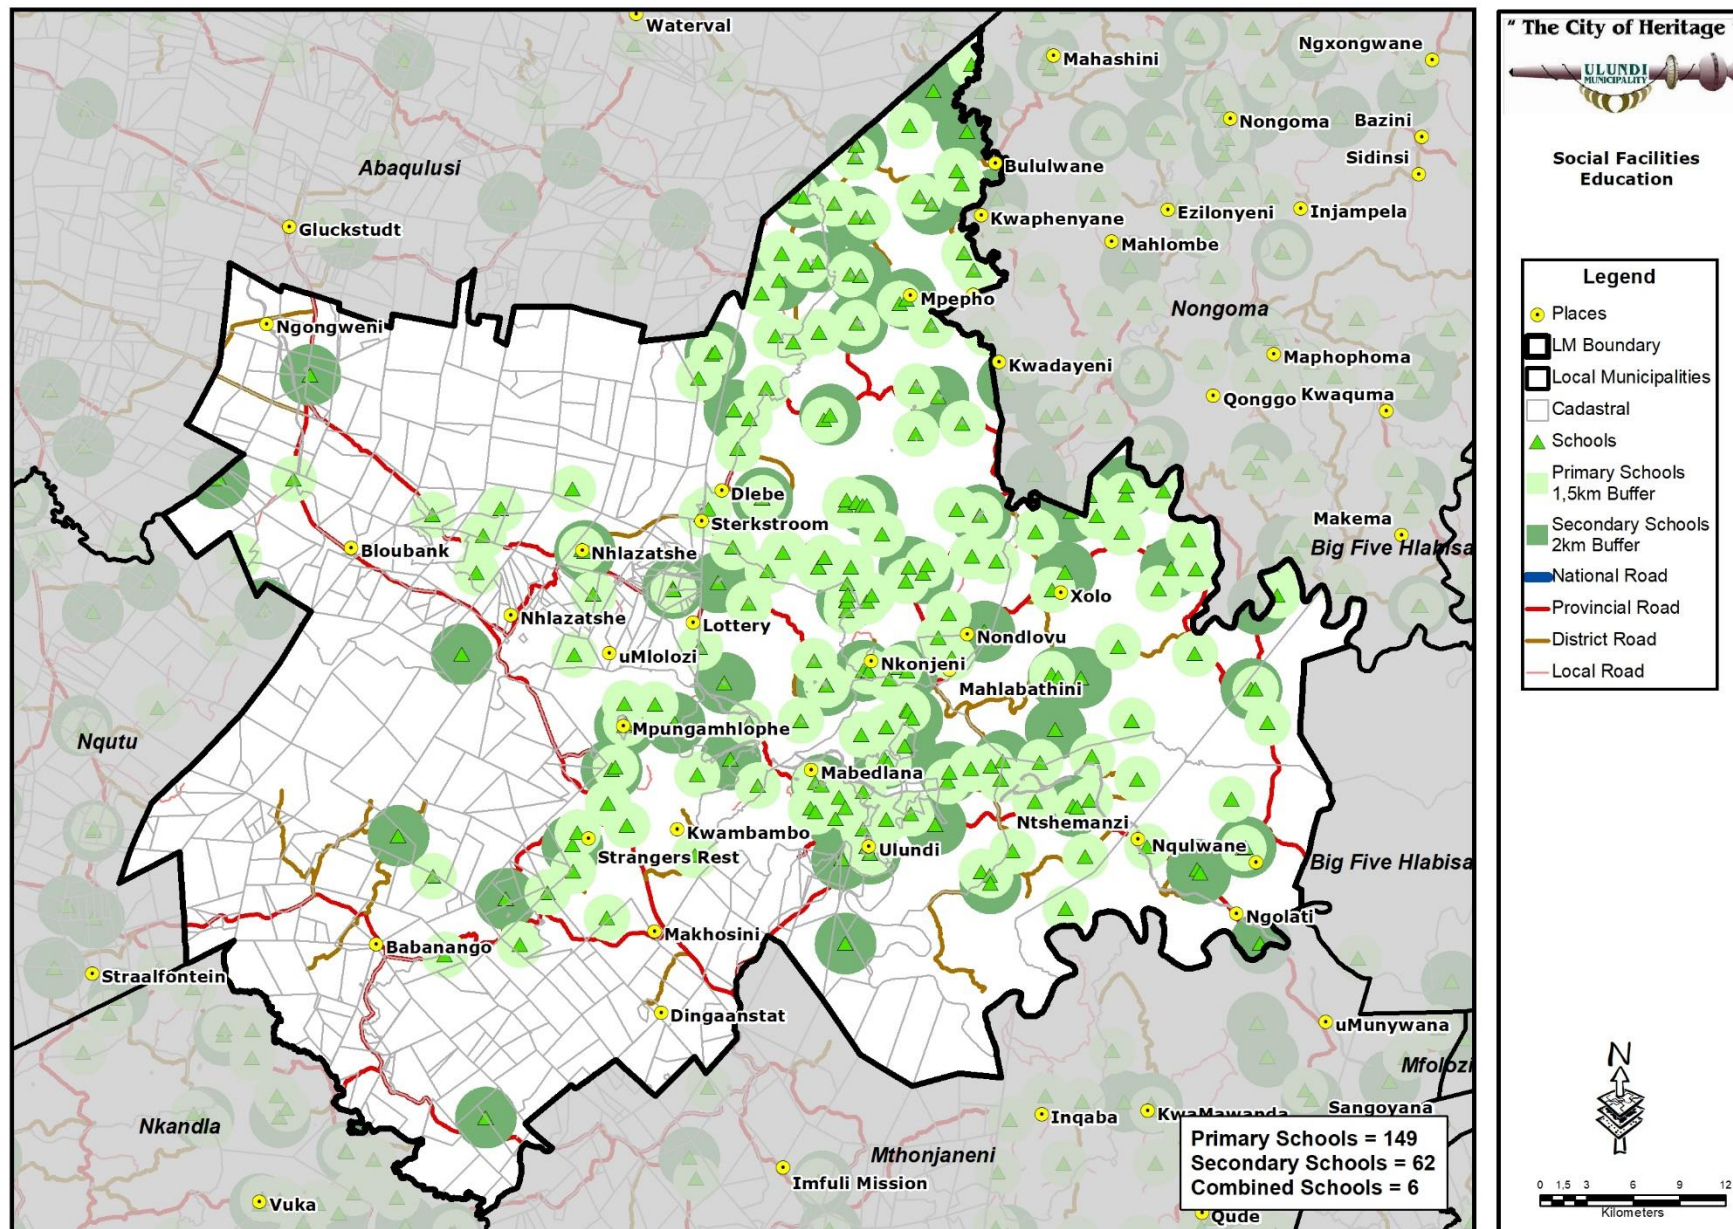 Waterval
Mahashini
Ngxongwane
Nongoma
Bazini
Sidinsi
Abaqulusi
Bululwane
Gluckstudt
Kwaphenyane
Ezilonyeni
Injampela
Mahlombe
Mpepho
Nongoma
Ngongweni
Kwadayeni
Maphophoma
Qonggo
Kwaquma
Dlebe
Sterkstroom
Makema
Big Five Hlabisa
Bloubank
Nhlazatshe
Xolo
Nhlazatshe
Lottery
Nondlovu
uMlolozi
Nkonjeni
Mahlabathini
Mpungamhlophe
Nqutu
Mabedlana
Ntshemanzi
Kwambambo
Strangers Rest
Ulundi
Nqulwane
Big Five Hlabisa
Ngolati
Makhosini
Babanango
Straalfontein
Dingaanstat
uMunywana
Mfolozi
Inqaba
KwaMawanda
Sangoyana
Nkandla
Mthonjaneni
Imfuli Mission
Vuka
Qude
Primary Schools = 149
Secondary Schools = 62
Combined Schools = 6
" The City of Heritage
ULUNDI
MUNICIPALITY
Social Facilities
Education
Legend
Places
LM Boundary
Local Municipalities
Cadastral
Schools
Primary Schools
1,5km Buffer
Secondary Schools
2km Buffer
National Road
Provincial Road
District Road
Local Road
N
0 1,5 3 6 9 12
Kilometers